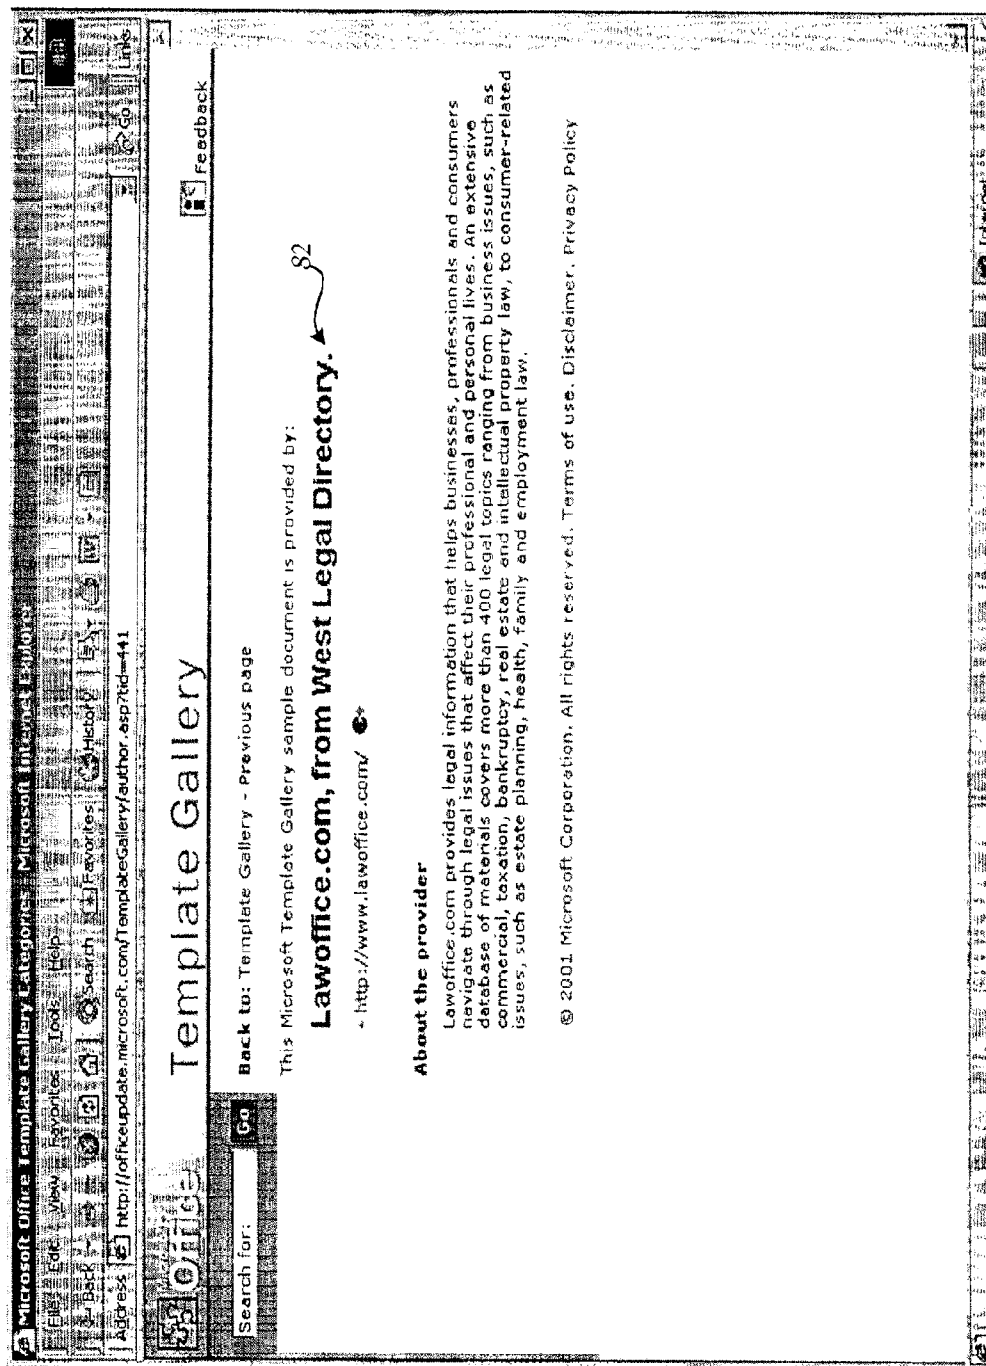 Microsoft Office Template Gallery Categories - Microsoft Internet Explorer
File Edit View Favorites Tools Help
Back Search Favorites History
Address http://officeupdate.microsoft.com/TemplateGallery/author.asp?tid=441 Go Links
Office Template Gallery
Feedback
Search for: Go
Back to: Template Gallery - Previous page
This Microsoft Template Gallery sample document is provided by:
Lawoffice.com, from West Legal Directory. 82
http://www.lawoffice.com/
About the provider
Lawoffice.com provides legal information that helps businesses, professionals and consumers
navigate through legal issues that affect their professional and personal lives. An extensive
database of materials covers more than 400 legal topics ranging from business issues, such as
commercial, taxation, bankruptcy, real estate and intellectual property law, to consumer-related
issues, such as estate planning, health, family and employment law.
© 2001 Microsoft Corporation. All rights reserved. Terms of use. Disclaimer. Privacy Policy
Internet